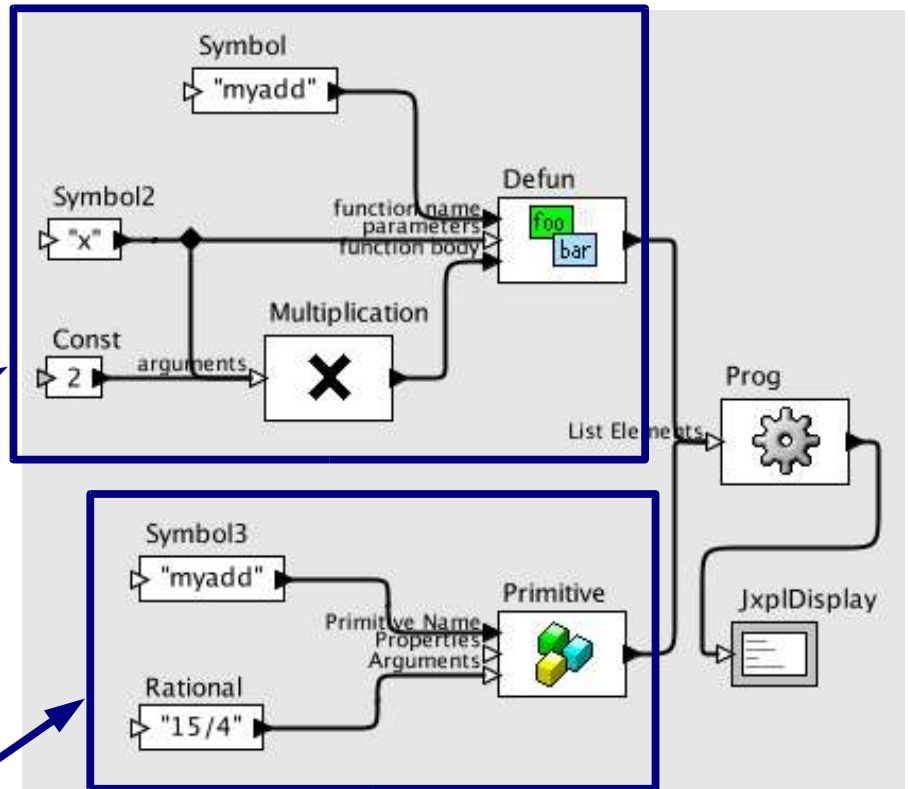 Symbol
"myadd"
Defun
function name
parameters
function body
foo
bar
Symbol2
"x"
Multiplication
Const
2
arguments
Prog
List Elements
Symbol3
"myadd"
Primitive
Primitive Name
Properties
Arguments
JxplDisplay
Rational
"15/4"